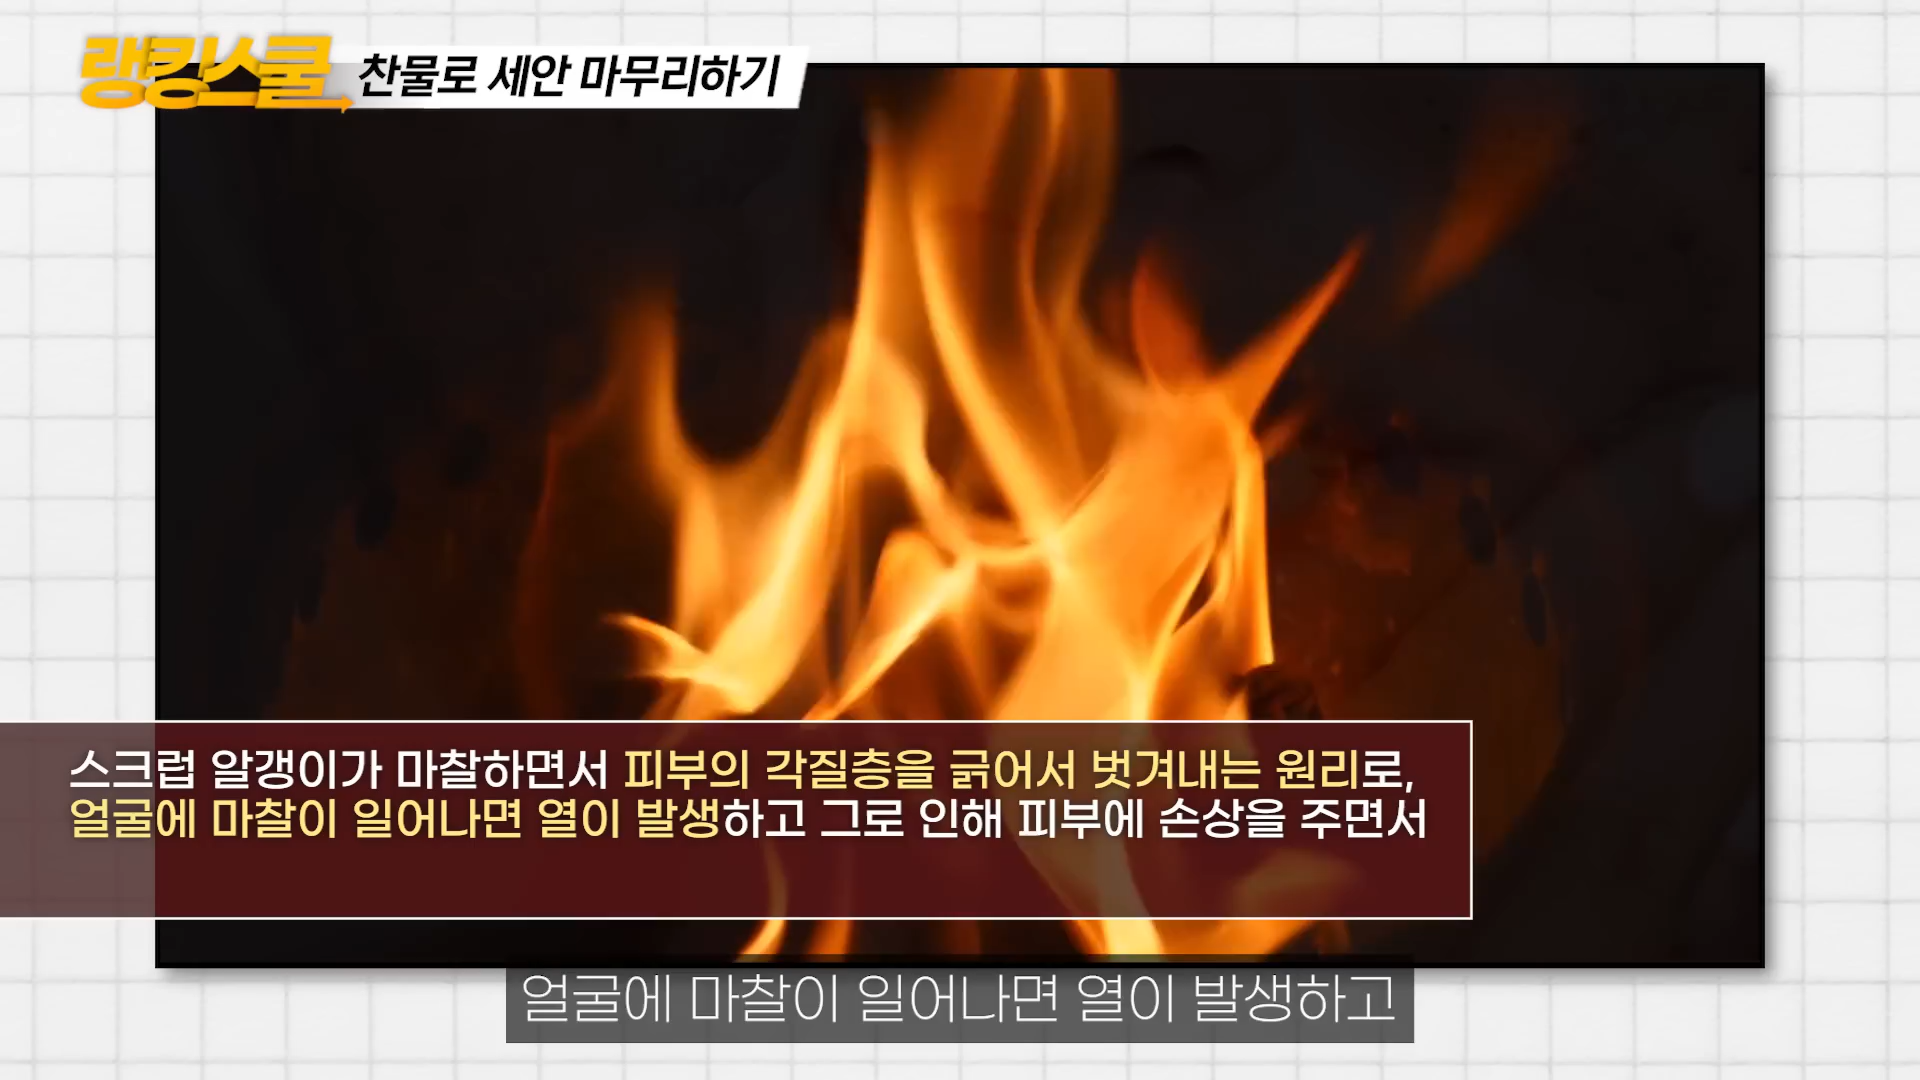 랭킹스쿨
찬물로 세안 마무리하기
스크럽 알갱이가 마찰하면서 피부의 각질층을 긁어서 벗겨내는 원리로,
얼굴에 마찰이 일어나면 열이 발생하고 그로 인해 피부에 손상을 주면서
얼굴에 마찰이 일어나면 열이 발생하고